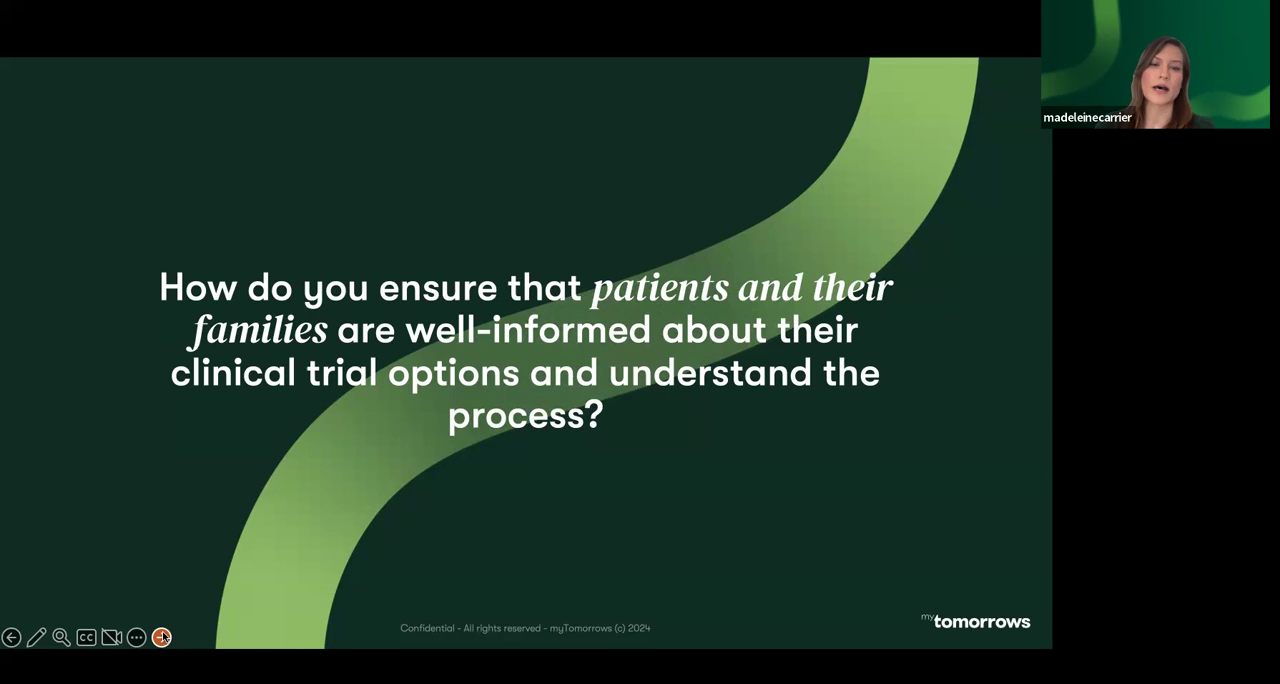 madeleinecarrier
How do you ensure that patients and their
families are well-informed about their
clinical trial options and understand the
process?
CC
Confidential - All rights reserved - myTomorrows (c) 2024
my tomorrows